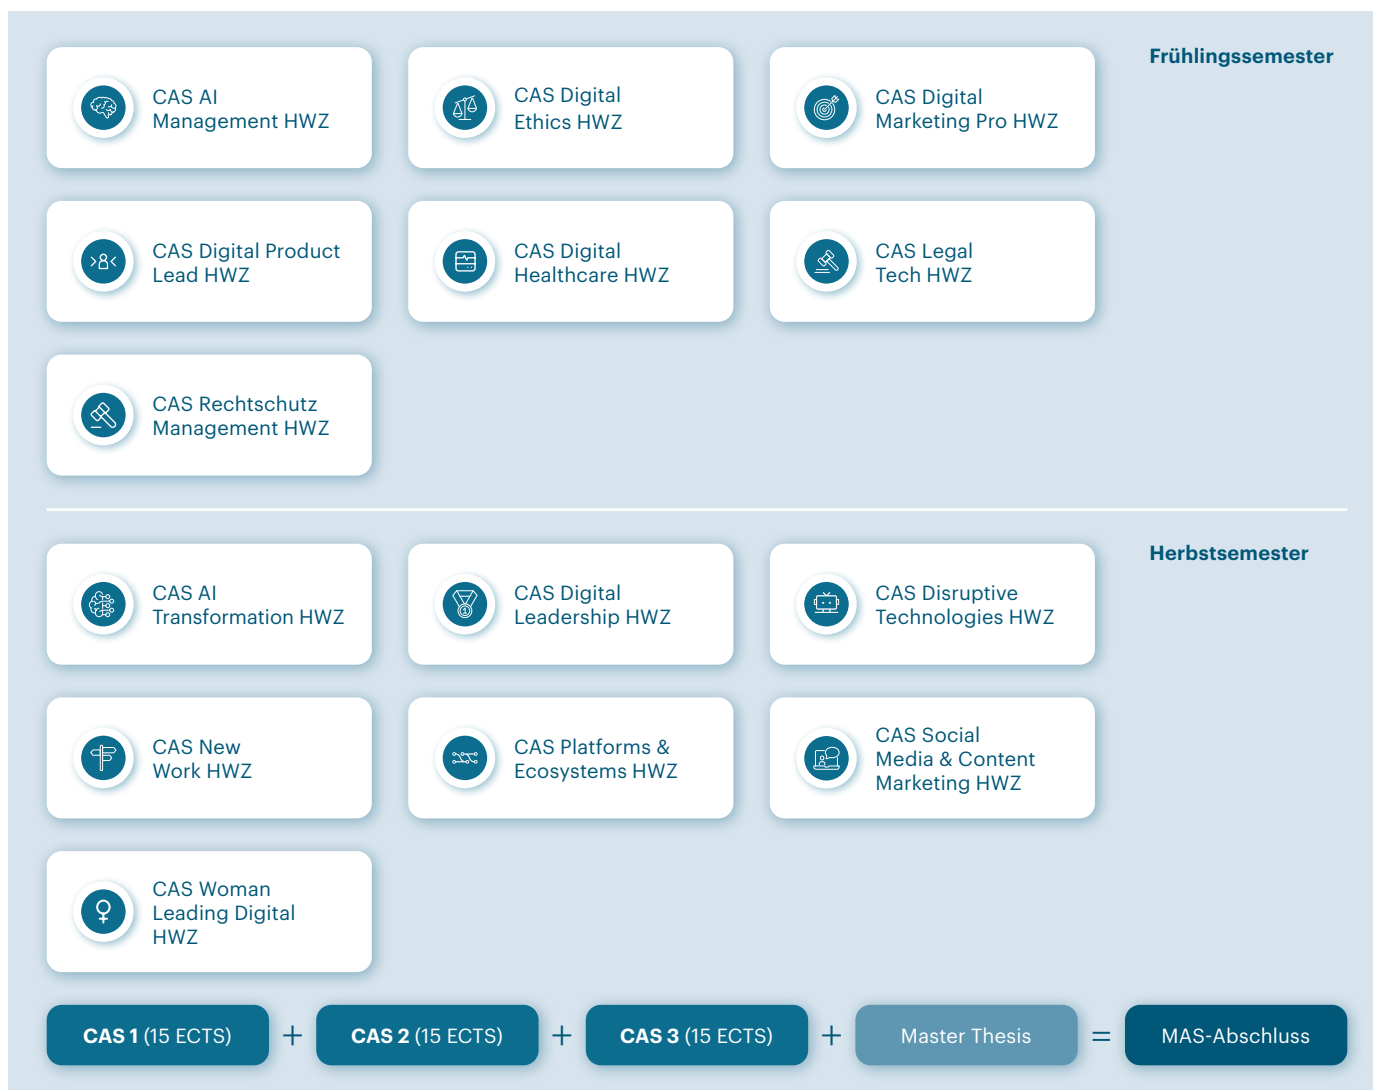 Frühlingssemester
CAS AI
Management HWZ
CAS Digital
Ethics HWZ
CAS Digital
Marketing Pro HWZ
CAS Digital Product
Lead HWZ
CAS Digital
Healthcare HWZ
CAS Legal
Tech HWZ
CAS Rechtschutz
Management HWZ
Herbstsemester
CAS AI
Transformation HWZ
CAS Digital
Leadership HWZ
CAS Disruptive
Technologies HWZ
CAS New
Work HWZ
CAS Platforms &
Ecosystems HWZ
CAS Social
Media & Content
Marketing HWZ
CAS Woman
Leading Digital
HWZ
CAS 1 (15 ECTS) + CAS 2 (15 ECTS) + CAS 3 (15 ECTS) + Master Thesis = MAS-Abschluss